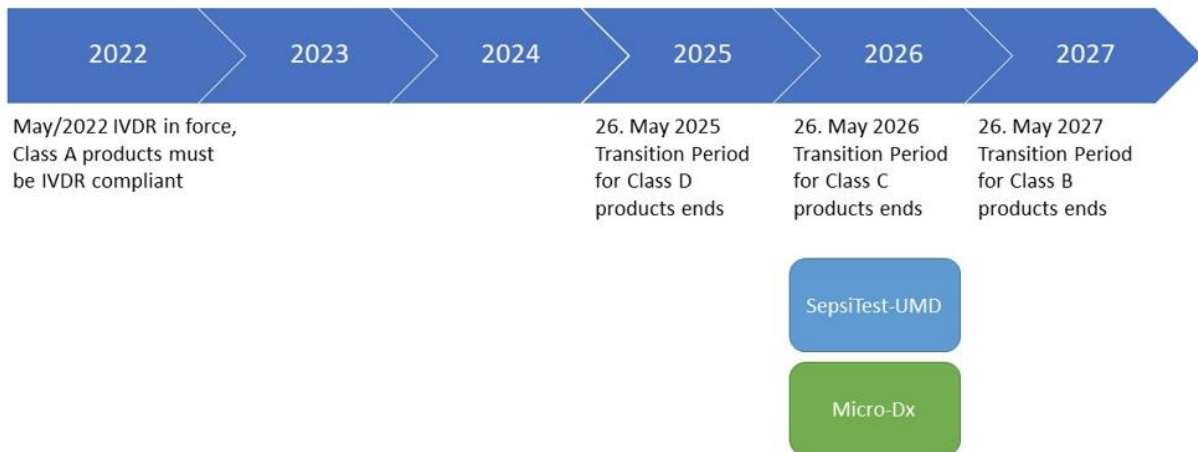 2022
2023
2024
2025
2026
2027
May/2022 IVDR in force,
Class A products must
be IVDR compliant
26. May 2025
Transition Period
for Class D
products ends
26. May 2026
Transition Period
for Class C
products ends
26. May 2027
Transition Period
for Class B
products ends
SepsiTest-UMD
Micro-Dx